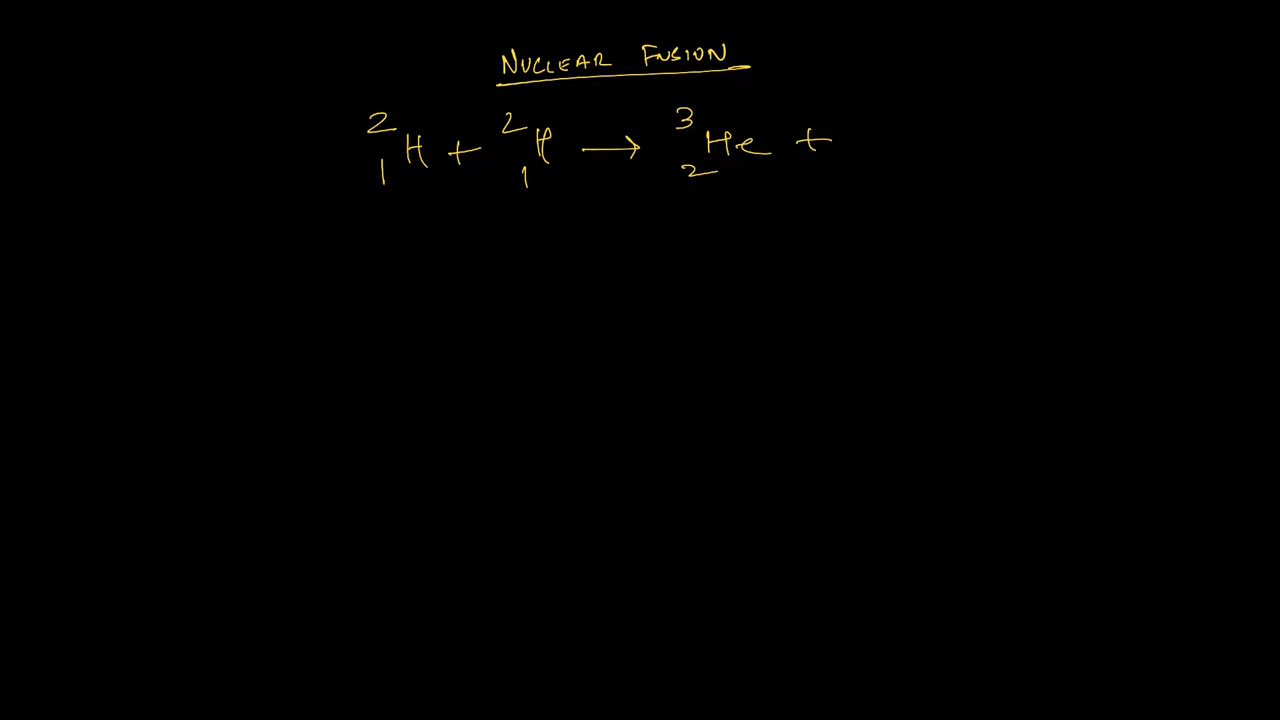 NUCLEAR FUSION
²₁H + ²₁H → ³₂He +